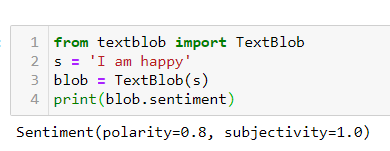 1 from textblob import TextBlob
2 s = 'I am happy'
3 blob = TextBlob(s)
4 print(blob.sentiment)
Sentiment(polarity=0.8, subjectivity=1.0)